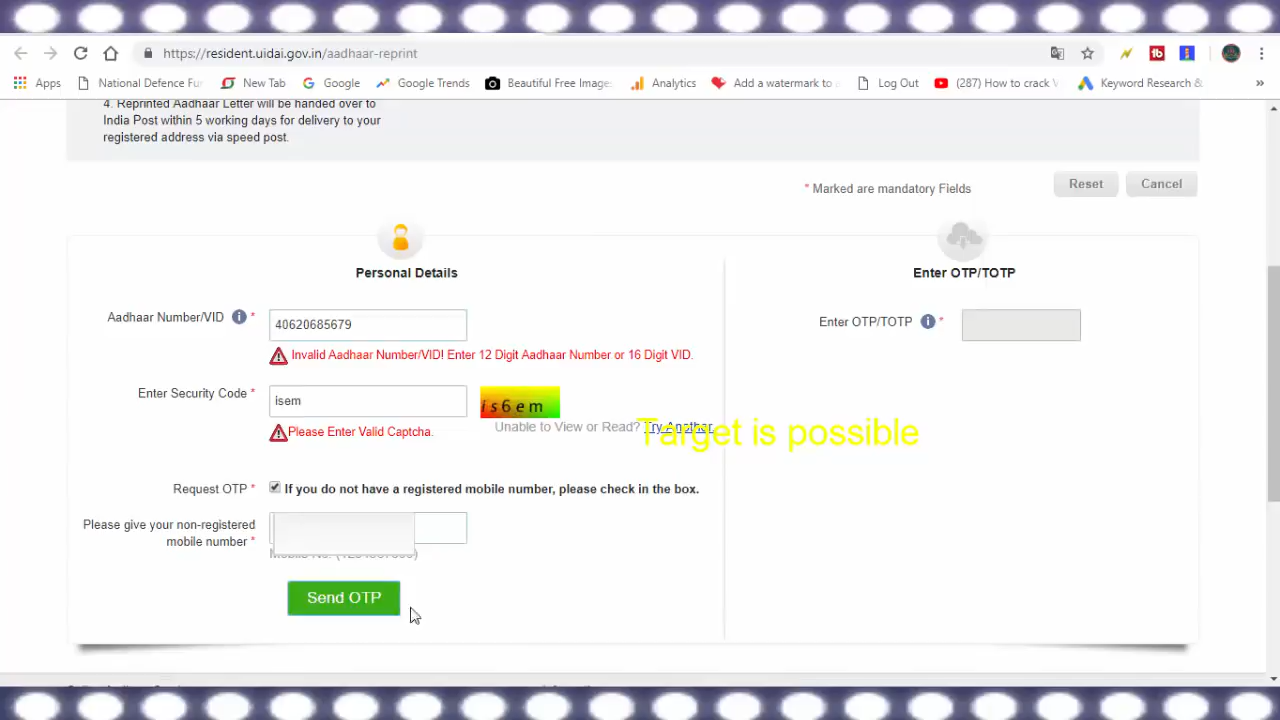 https://resident.uidai.gov.in/aadhaar-reprint
Apps National Defence Fun New Tab Google Google Trends Beautiful Free Image: Analytics Add a watermark to Log Out (287) How to crack Keyword Research & »
4. Reprinted Aadhaar Letter will be handed over to
India Post within 5 working days for delivery to your
registered address via speed post.
* Marked are mandatory Fields
Reset Cancel
Personal Details
Enter OTP/TOTP
Aadhaar Number/VID i * 40620685679
Enter OTP/TOTP i *
Invalid Aadhaar Number/VID! Enter 12 Digit Aadhaar Number or 16 Digit VID.
Enter Security Code * isem
is6em
Unable to View or Read? Try Another
Target is possible
Please Enter Valid Captcha.
Request OTP * If you do not have a registered mobile number, please check in the box.
Please give your non-registered
mobile number *
Send OTP